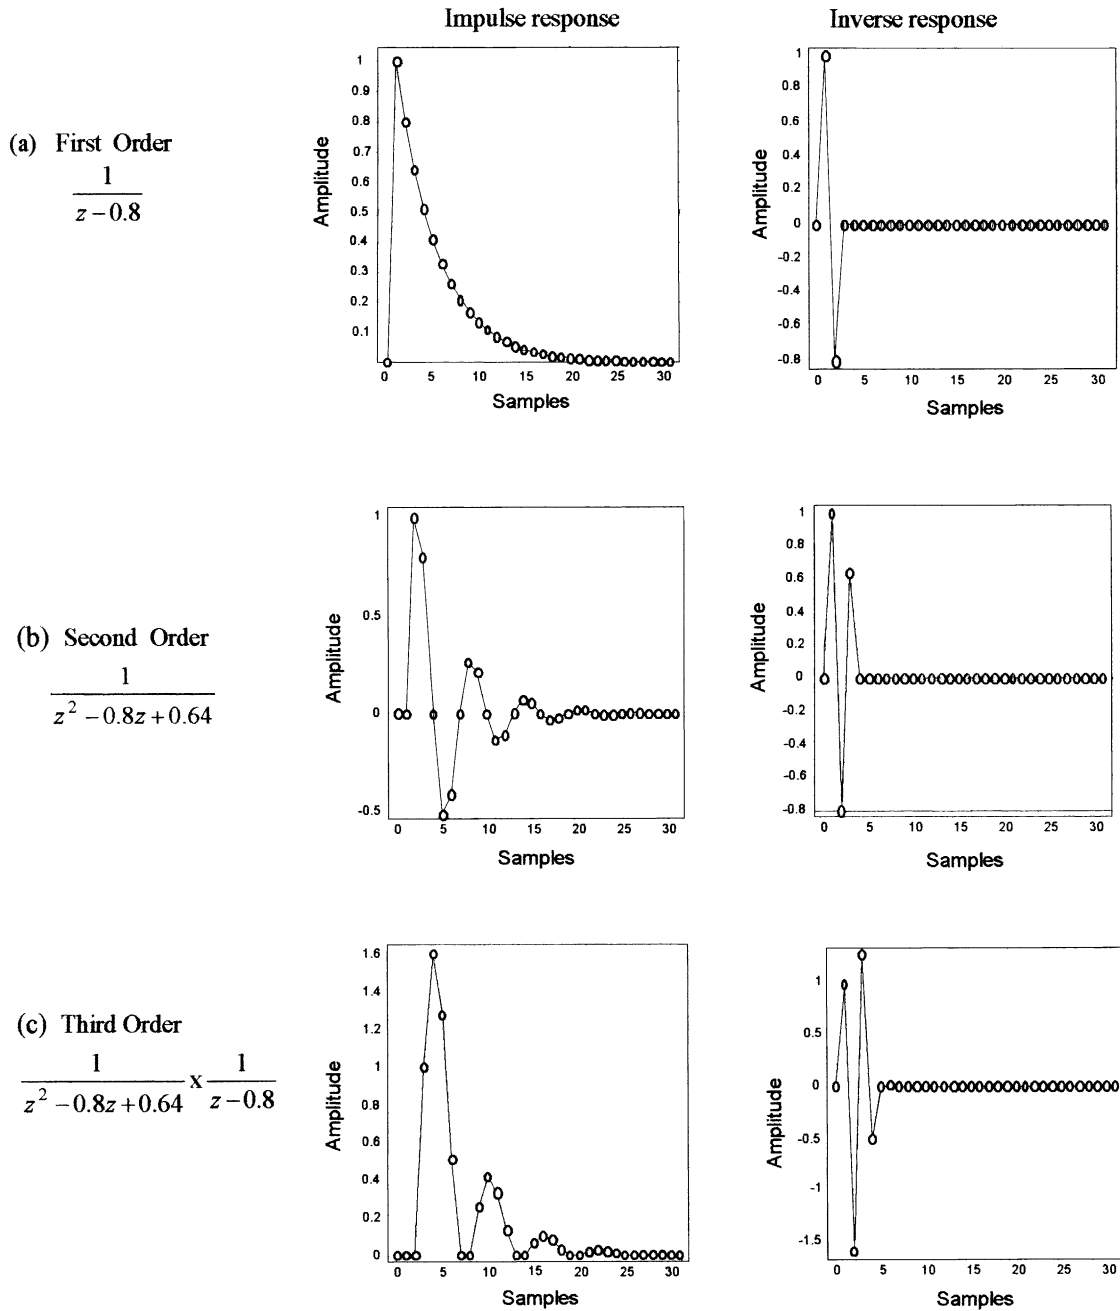 Impulse response
Inverse response
(a) First Order
1
z − 0.8
Amplitude
1
0.9
0.8
0.7
0.6
0.5
0.4
0.3
0.2
0.1
0 5 10 15 20 25 30
Samples
Amplitude
1
0.8
0.6
0.4
0.2
0
-0.2
-0.4
-0.6
-0.8
0 5 10 15 20 25 30
Samples
(b) Second Order
1
z² − 0.8z + 0.64
Amplitude
1
0.5
0
-0.5
0 5 10 15 20 25 30
Samples
Amplitude
1
0.8
0.6
0.4
0.2
0
-0.2
-0.4
-0.6
-0.8
0 5 10 15 20 25 30
Samples
(c) Third Order
1 x 1
z² − 0.8z + 0.64 z − 0.8
Amplitude
1.6
1.4
1.2
1
0.8
0.6
0.4
0.2
0
0 5 10 15 20 25 30
Samples
Amplitude
1
0.5
0
-0.5
-1
-1.5
0 5 10 15 20 25 30
Samples